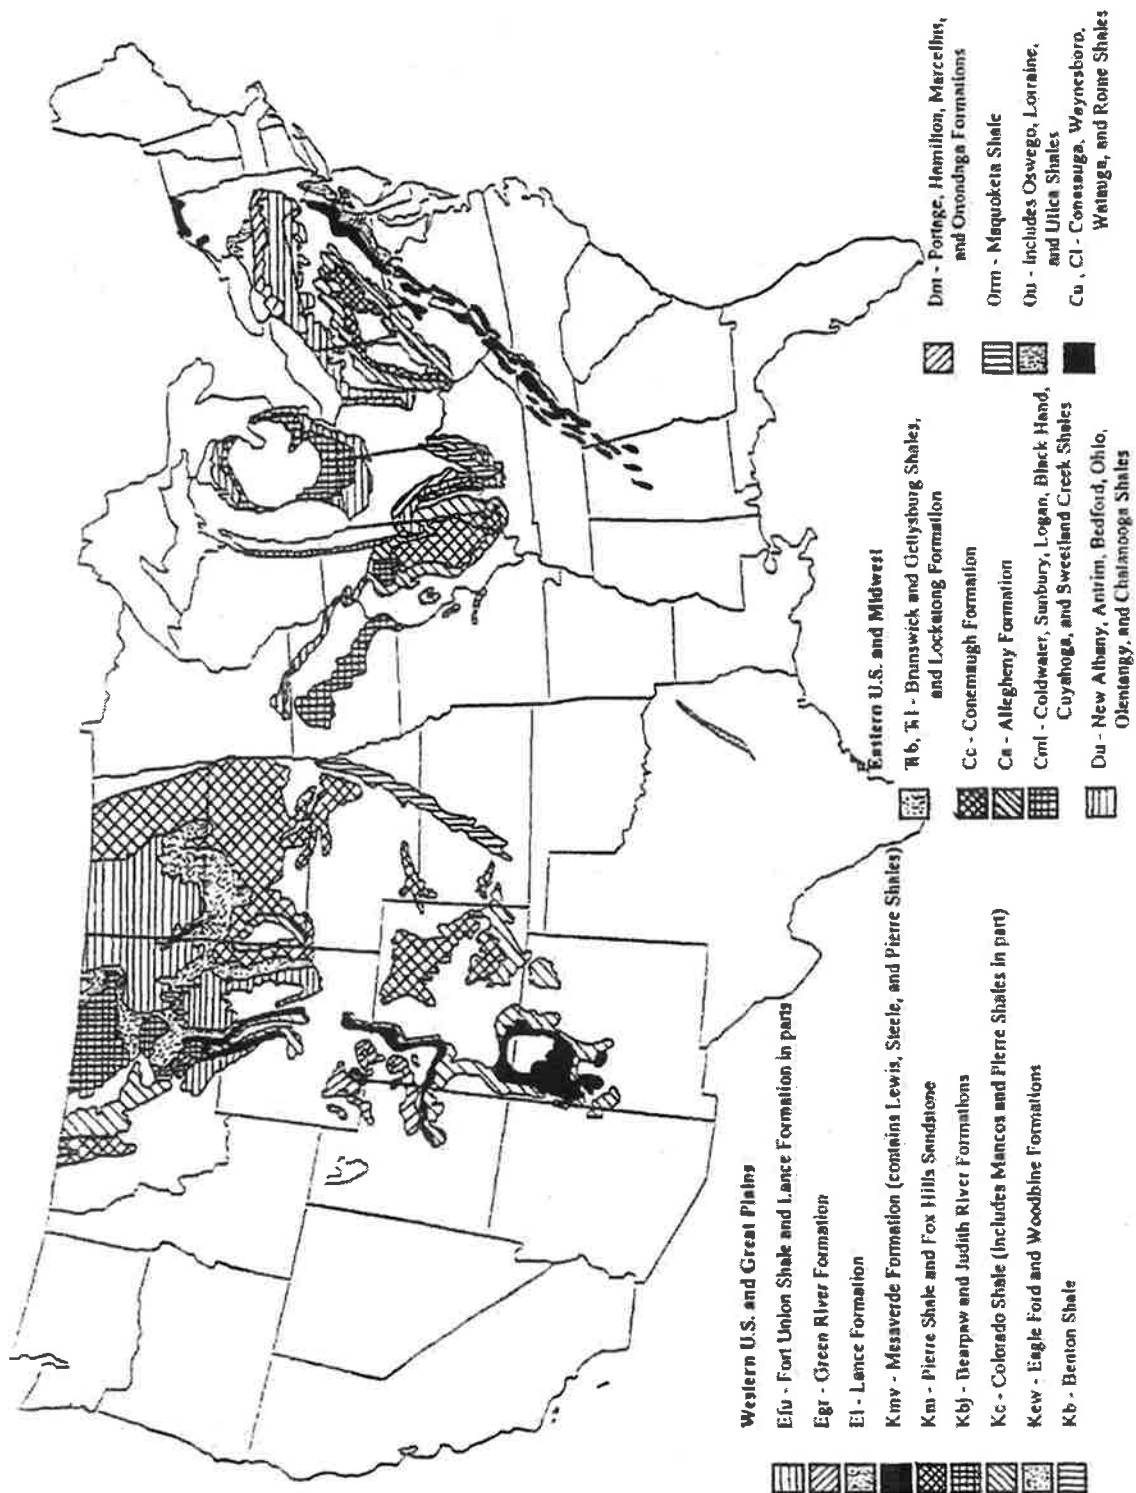 Western U.S. and Great Plains
Efu - Fort Union Shale and Lance Formation in parts
Egr - Green River Formation
El - Lance Formation
Kmv - Mesaverde Formation (contains Lewis, Steele, and Pierre Shales)
Km - Pierre Shale and Fox Hills Sandstone
Kbj - Bearpaw and Judith River Formations
Kc - Colorado Shale (Includes Mancos and Pierre Shales in part)
Kew - Eagle Ford and Woodbine Formations
Kb - Benton Shale
Eastern U.S. and Midwest
Trb, Trl - Brunswick and Gettysburg Shales,
and Lockatong Formation
Cc - Conemaugh Formation
Ca - Allegheny Formation
Cml - Coldwater, Sunbury, Logan, Black Hand,
Cuyahoga, and Sweetland Creek Shales
Du - New Albany, Antrim, Bedford, Ohio,
Olentangy, and Chatanooga Shales
Dm - Portage, Hamilton, Marcellus,
and Onondaga Formations
Orm - Maquoketa Shale
Ou - Includes Oswego, Lorraine,
and Utica Shales
Cu, Cl - Conasauga, Waynesboro,
Watauga, and Rome Shales